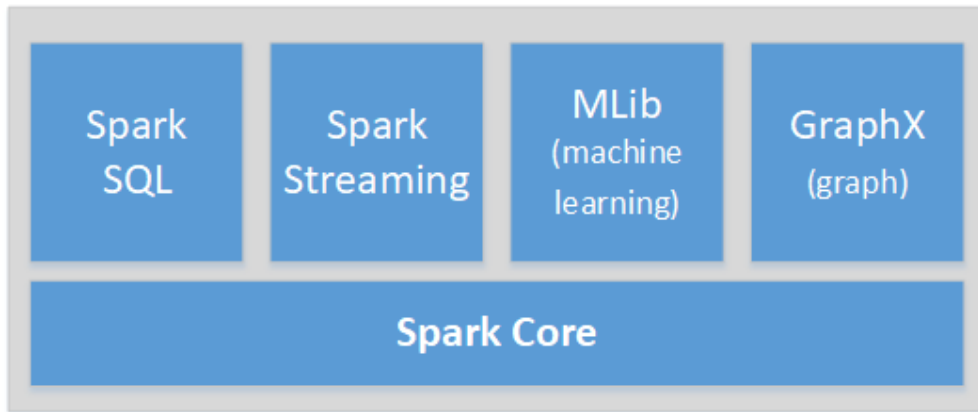 Spark
SQL
Spark
Streaming
MLib
(machine
learning)
GraphX
(graph)
Spark Core